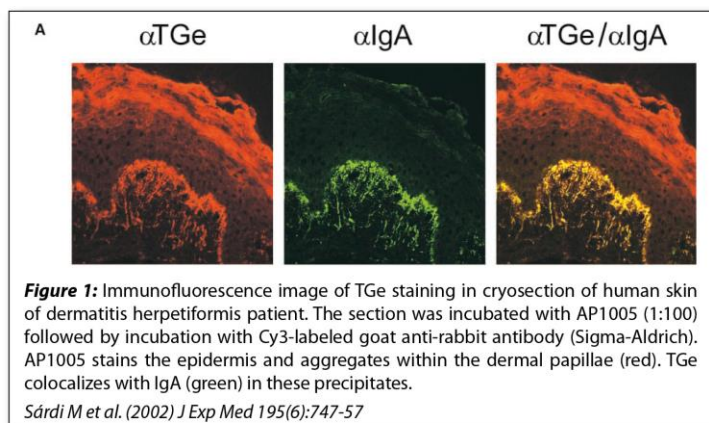 A
αTGe
αIgA
αTGe/αIgA
Figure 1: Immunofluorescence image of TGe staining in cryosection of human skin
of dermatitis herpetiformis patient. The section was incubated with AP1005 (1:100)
followed by incubation with Cy3-labeled goat anti-rabbit antibody (Sigma-Aldrich).
AP1005 stains the epidermis and aggregates within the dermal papillae (red). TGe
colocalizes with IgA (green) in these precipitates.
Sárdi M et al. (2002) J Exp Med 195(6):747-57